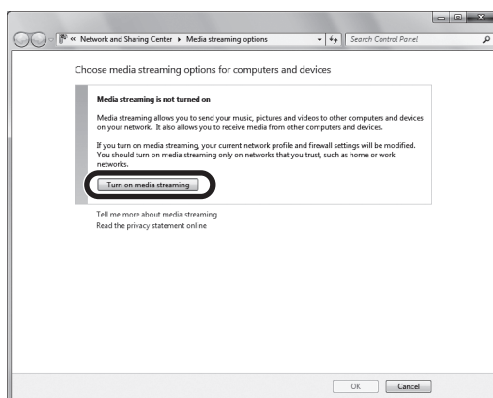 « Network and Sharing Center ▸ Media streaming options
Search Control Panel
Choose media streaming options for computers and devices
Media streaming is not turned on
Media streaming allows you to send your music, pictures and videos to other computers and devices
on your network. It also allows you to receive media from other computers and devices.
If you turn on media streaming, your current network profile and firewall settings will be modified.
You should turn on media streaming only on networks that you trust, such as home or work
networks.
Turn on media streaming
Tell me more about media streaming
Read the privacy statement online
OK
Cancel